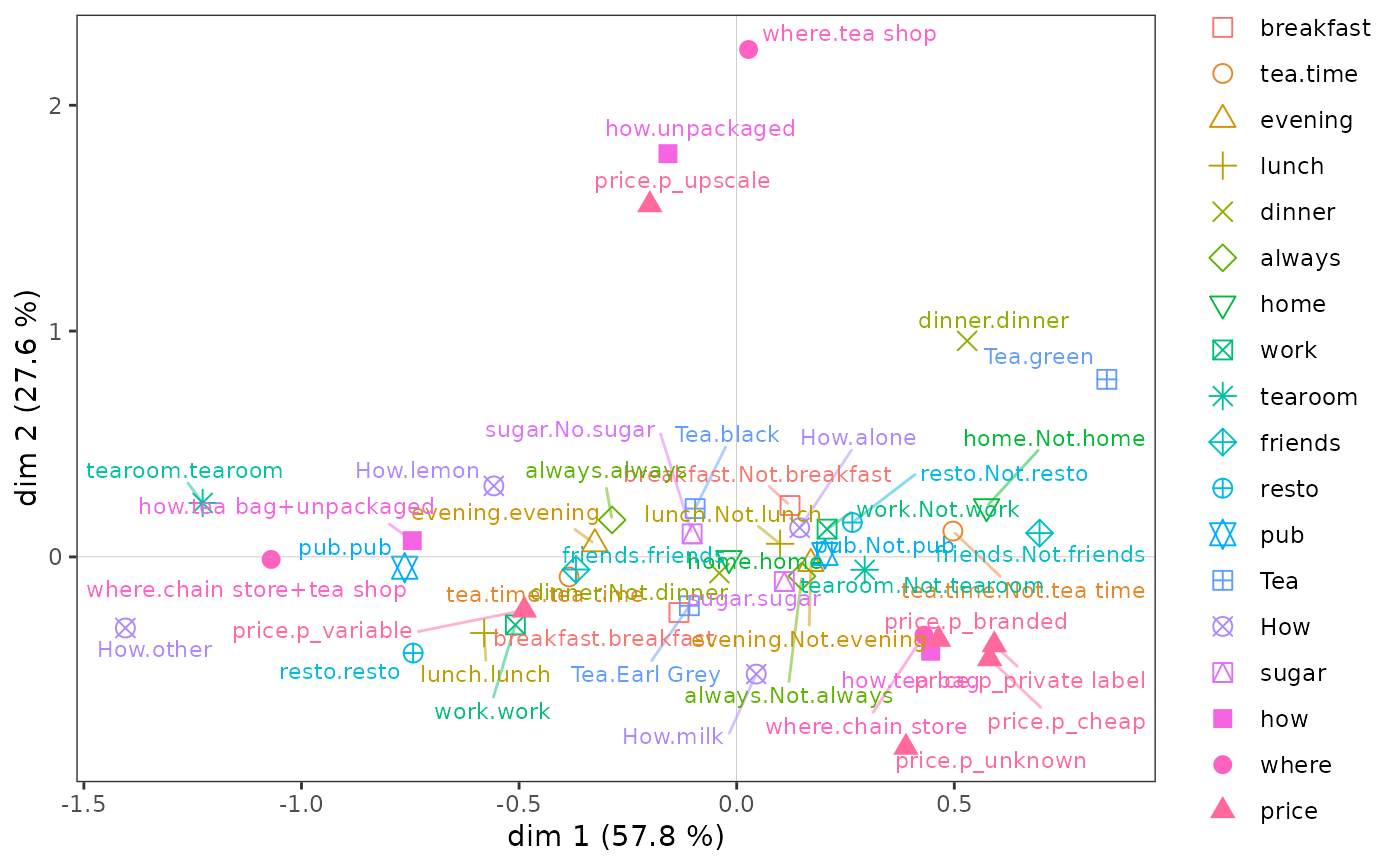 where.tea shop
how.unpackaged
price.p_upscale
dinner.dinner
Tea.green
sugar.No.sugar
Tea.black
How.alone
home.Not.home
tearoom.tearoom
How.lemon
always.always
breakfast.Not.breakfast
resto.Not.resto
how.tea bag+unpackaged
evening.evening
lunch.Not.lunch
work.Not.work
pub.pub
friends.friends
home.home
pub.Not.pub
friends.Not.friends
where.chain store+tea shop
tea.time.tea time
dinner.Not.dinner
sugar.sugar
tearoom.Not.tearoom
tea.time.Not.tea time
price.p_variable
breakfast.breakfast
evening.Not.evening
price.p_branded
How.other
resto.resto
lunch.lunch
Tea.Earl Grey
how.tea bag
price.p_private label
work.work
always.Not.always
where.chain store
price.p_cheap
How.milk
price.p_unknown
2
1
0
-1.5
-1.0
-0.5
0.0
0.5
dim 1 (57.8 %)
dim 2 (27.6 %)
breakfast
tea.time
evening
lunch
dinner
always
home
work
tearoom
friends
resto
pub
Tea
How
sugar
how
where
price